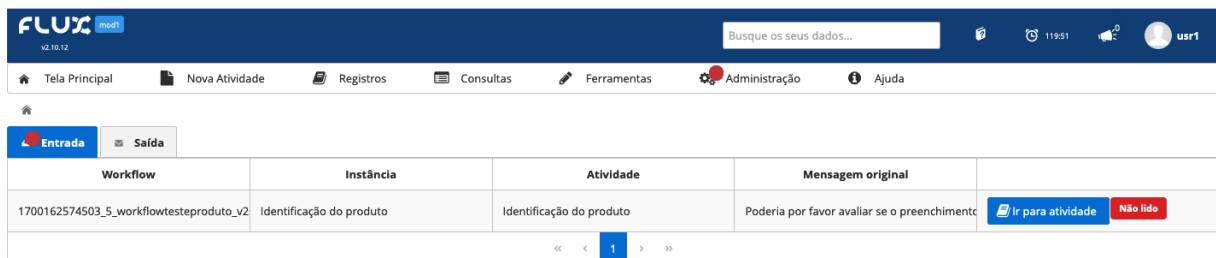 FLUX mod1
v2.10.12
Busque os seus dados...
119:51
0
usr1
Tela Principal Nova Atividade Registros Consultas Ferramentas Administração Ajuda
Entrada Saída
Workflow Instância Atividade Mensagem original
1700162574503_5_workflowtesteproduto_v2 Identificação do produto Identificação do produto Poderia por favor avaliar se o preenchimento Ir para atividade Não lido
« ‹ 1 › »